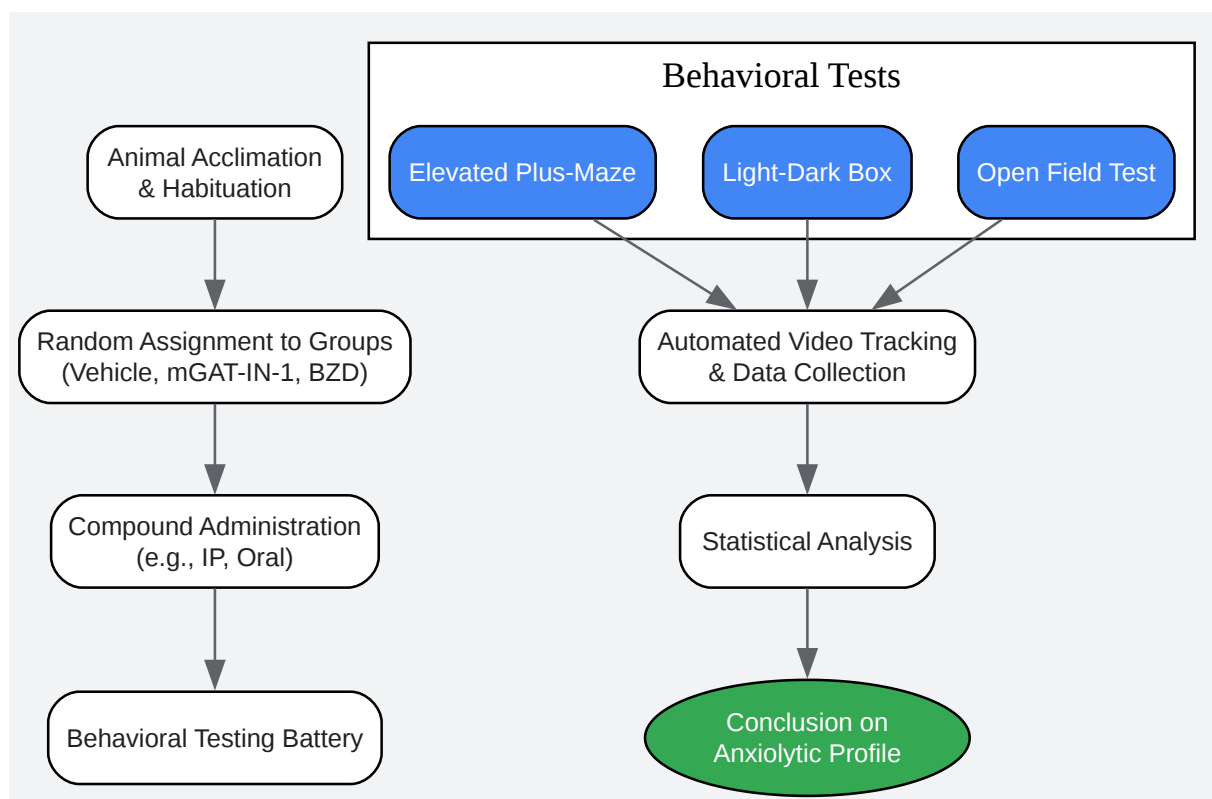 Behavioral Tests
Animal Acclimation
& Habituation
Elevated Plus-Maze
Light-Dark Box
Open Field Test
Random Assignment to Groups
(Vehicle, mGAT-IN-1, BZD)
Automated Video Tracking
& Data Collection
Compound Administration
(e.g., IP, Oral)
Statistical Analysis
Behavioral Testing Battery
Conclusion on
Anxiolytic Profile